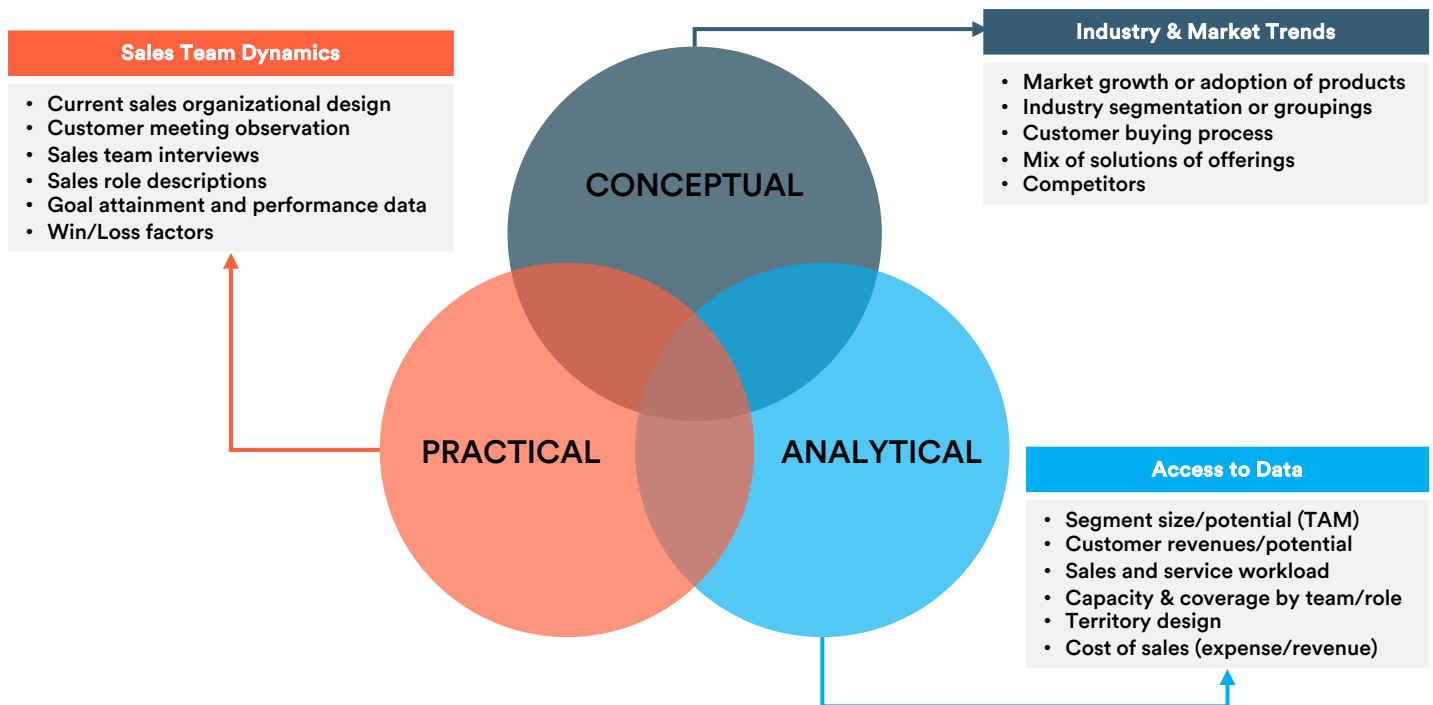 Sales Team Dynamics
• Current sales organizational design
• Customer meeting observation
• Sales team interviews
• Sales role descriptions
• Goal attainment and performance data
• Win/Loss factors
Industry & Market Trends
• Market growth or adoption of products
• Industry segmentation or groupings
• Customer buying process
• Mix of solutions of offerings
• Competitors
CONCEPTUAL
PRACTICAL
ANALYTICAL
Access to Data
• Segment size/potential (TAM)
• Customer revenues/potential
• Sales and service workload
• Capacity & coverage by team/role
• Territory design
• Cost of sales (expense/revenue)